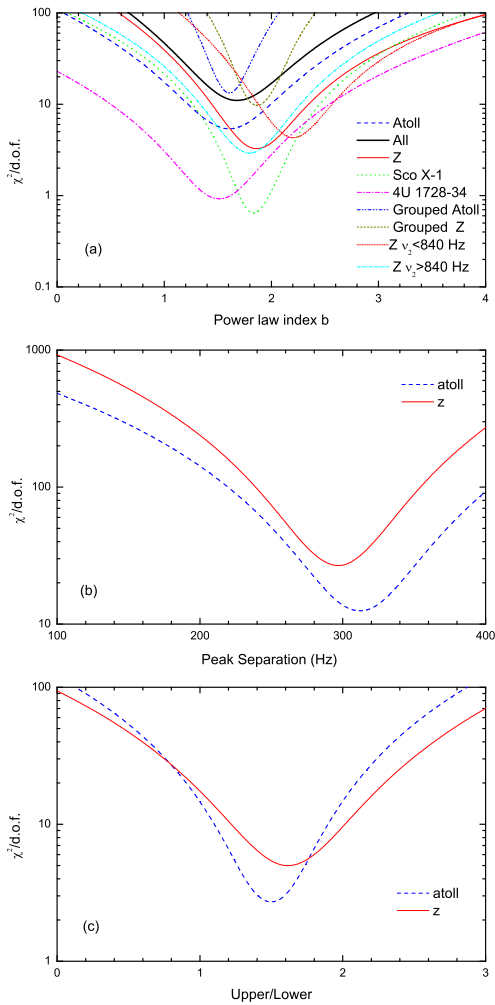 100
10
1
0.1
χ²/d.o.f.
Atoll
All
Z
Sco X-1
4U 1728-34
Grouped Atoll
Grouped Z
Z ν₂<840 Hz
Z ν₂>840 Hz
(a)
0 1 2 3 4
Power law index b
1000
100
10
χ²/d.o.f.
atoll
z
(b)
100 200 300 400
Peak Separation (Hz)
100
10
1
χ²/d.o.f.
atoll
z
(c)
0 1 2 3
Upper/Lower